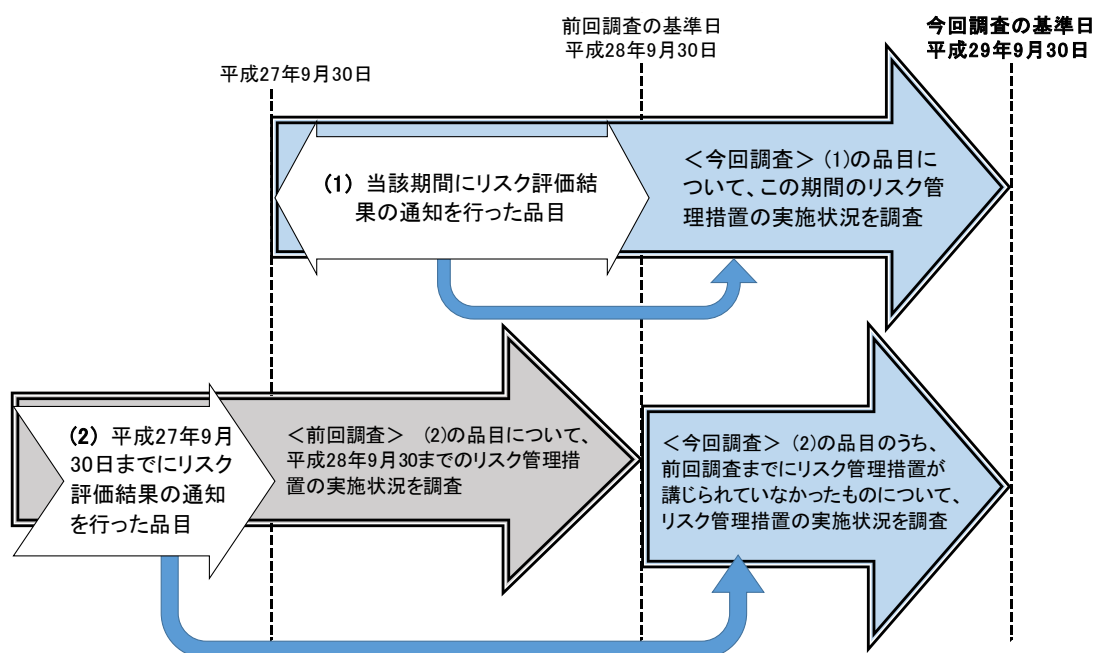 前回調査の基準日
平成28年9月30日
今回調査の基準日
平成29年9月30日
平成27年9月30日
(1) 当該期間にリスク評価結
果の通知を行った品目
＜今回調査＞ (1)の品目に
ついて、この期間のリスク管
理措置の実施状況を調査
(2) 平成27年9月
30日までにリスク
評価結果の通知
を行った品目
＜前回調査＞ (2)の品目について、
平成28年9月30までのリスク管理措
置の実施状況を調査
＜今回調査＞ (2)の品目のうち、
前回調査までにリスク管理措置が
講じられていなかったものについて、
リスク管理措置の実施状況を調査